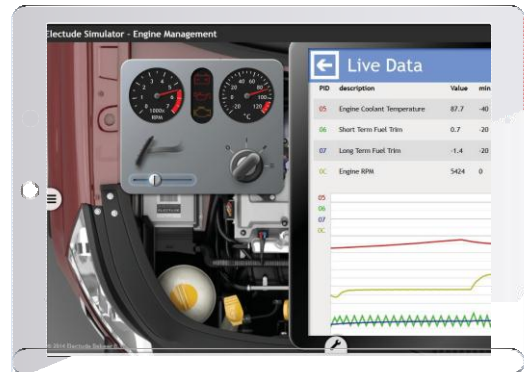 Electude Simulator - Engine Management
Live Data
PID description Value min
05 Engine Coolant Temperature 87.7 -40
06 Short Term Fuel Trim 0.7 -20
07 Long Term Fuel Trim -1.4 -20
0C Engine RPM 5424 0
05
06
07
0C
1000x
RPM
°C